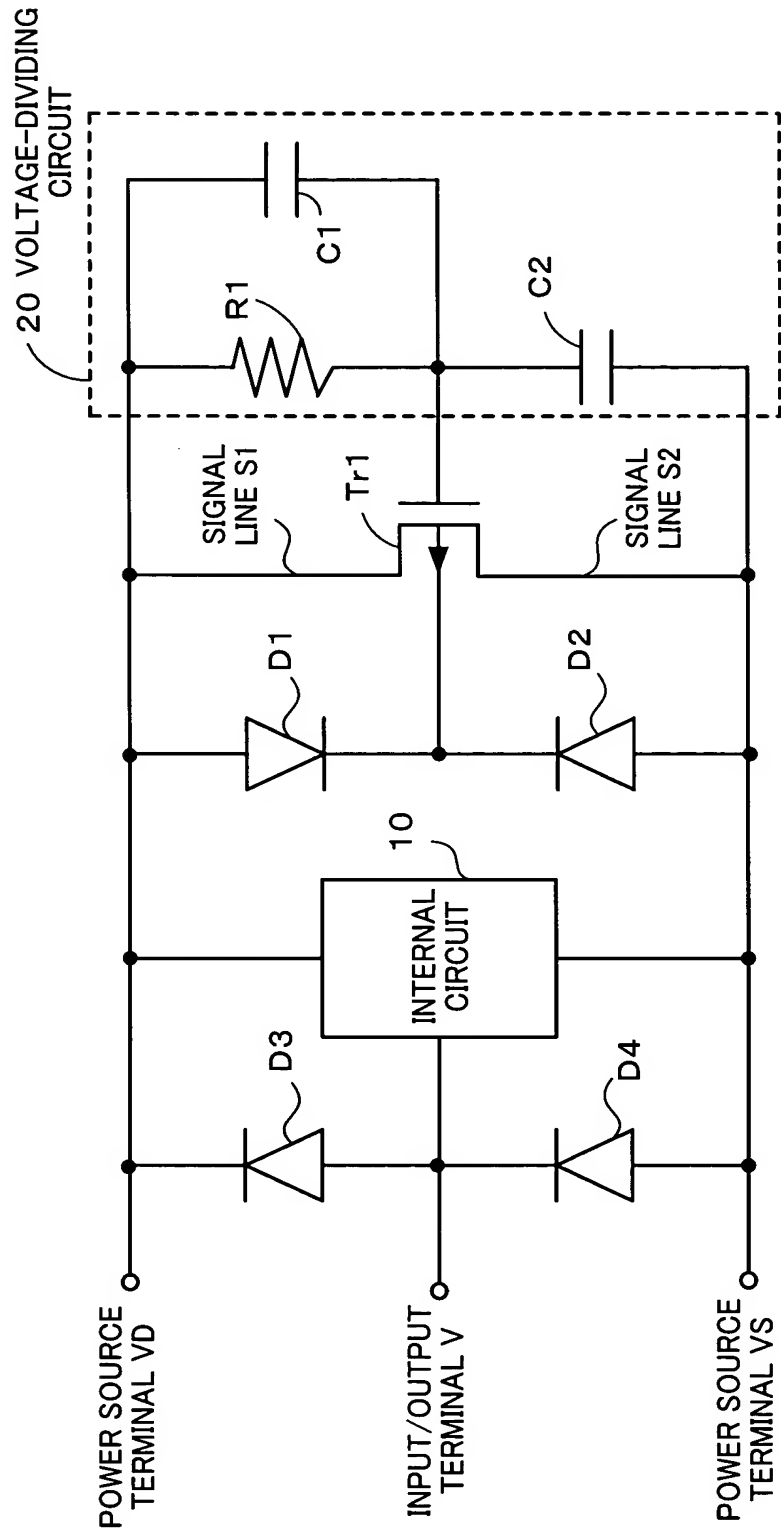 20 VOLTAGE-DIVIDING
CIRCUIT
R1
C1
C2
SIGNAL
LINE S1
Tr1
SIGNAL
LINE S2
D1
D2
10
INTERNAL
CIRCUIT
D3
D4
POWER SOURCE
TERMINAL VD
INPUT/OUTPUT
TERMINAL V
POWER SOURCE
TERMINAL VS